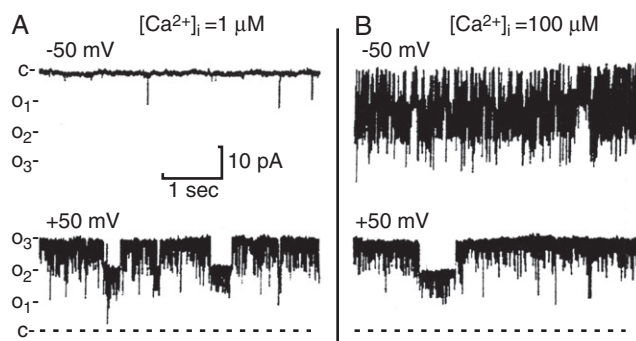 A
[Ca²⁺]ᵢ =1 µM
-50 mV
c-
o₁-
o₂-
o₃-
10 pA
1 sec
+50 mV
o₃-
o₂-
o₁-
c-
B
[Ca²⁺]ᵢ =100 µM
-50 mV
+50 mV